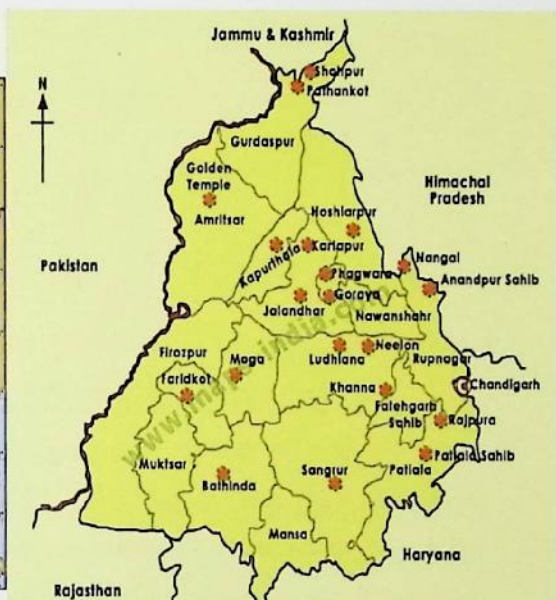 Jammu & Kashmir
Shahpur
Pathankot
N
Gurdaspur
Golden
Temple
Amritsar
Himachal
Pradesh
Hoshiarpur
Pakistan
Kapurthala
Kartapur
Nangal
Phagwara
Anandpur Sahib
Jalandhar
Goraya
Nawanshahr
Firozpur
Moga
Ludhiana
Neelon
Rupnagar
Faridkot
Khanna
Chandigarh
Fatehgarh
Sahib
Rajpura
Muktsar
Bathinda
Sangrur
Patiala
Patiala Sahib
Mansa
Haryana
Rajasthan